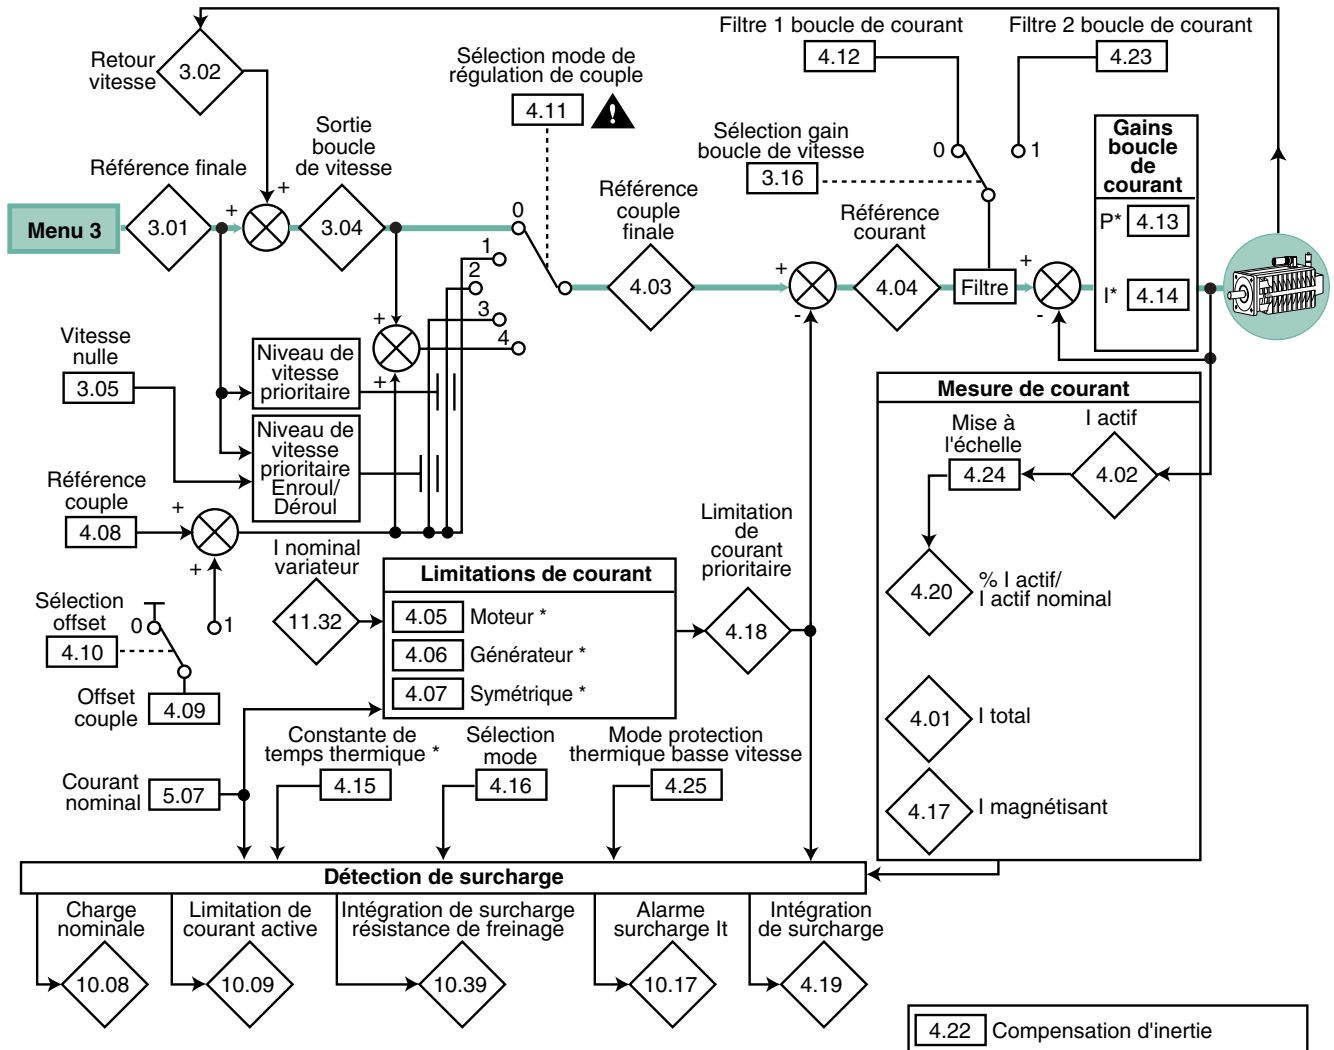 Filtre 1 boucle de courant
4.12
Filtre 2 boucle de courant
4.23
Retour
vitesse
3.02
Sélection mode de
régulation de couple
4.11
!
Sortie
boucle
de vitesse
3.04
Sélection gain
boucle de vitesse
3.16
0
1
Gains
boucle
de
courant
P*
4.13
I*
4.14
Menu 3
Référence finale
3.01
+
+
0
1
2
3
4
Référence
couple
finale
4.03
+
-
Référence
courant
4.04
Filtre
+
-
Vitesse
nulle
3.05
Niveau de
vitesse
prioritaire
Niveau de
vitesse
prioritaire
Enroul/
Déroul
+
+
Référence
couple
4.08
+
+
Sélection
offset
4.10
0
1
Offset
couple
4.09
Mesure de courant
I actif
4.02
Mise à
l'échelle
4.24
4.20
% I actif/
I actif nominal
4.01
I total
4.17
I magnétisant
I nominal
variateur
11.32
Limitations de courant
4.05
Moteur *
4.06
Générateur *
4.07
Symétrique *
Limitation
de
courant
prioritaire
4.18
Courant
nominal
5.07
Constante de
temps thermique *
4.15
Sélection
mode
4.16
Mode protection
thermique basse vitesse
4.25
Détection de surcharge
Charge
nominale
10.08
Limitation de
courant active
10.09
Intégration de surcharge
résistance de freinage
10.39
Alarme
surcharge It
10.17
Intégration
de surcharge
4.19
4.22
Compensation d'inertie